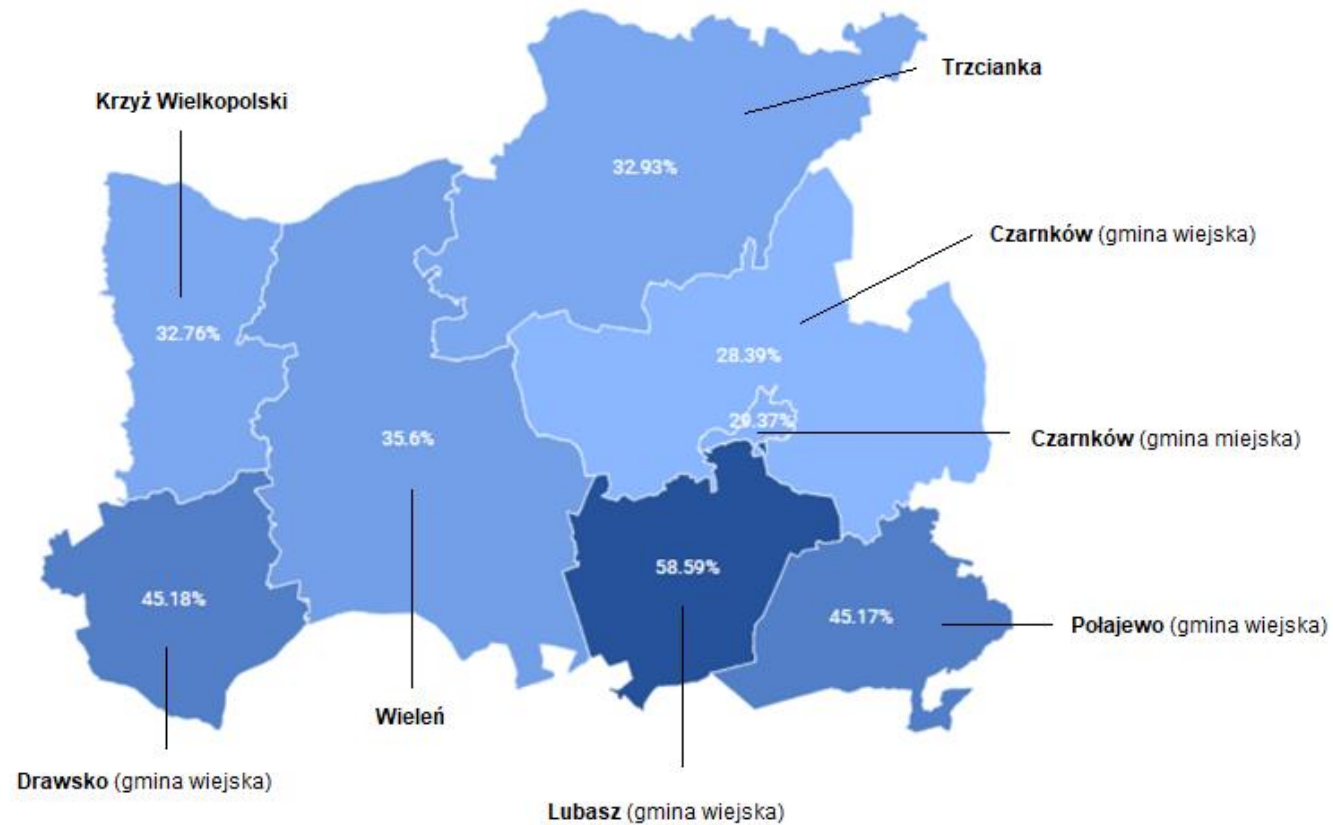 Trzcianka
Krzyż Wielkopolski
32.93%
Czarnków (gmina wiejska)
32.76%
28.39%
29.37%
35.6%
Czarnków (gmina miejska)
58.59%
45.18%
45.17%
Połajewo (gmina wiejska)
Wieleń
Drawsko (gmina wiejska)
Lubasz (gmina wiejska)